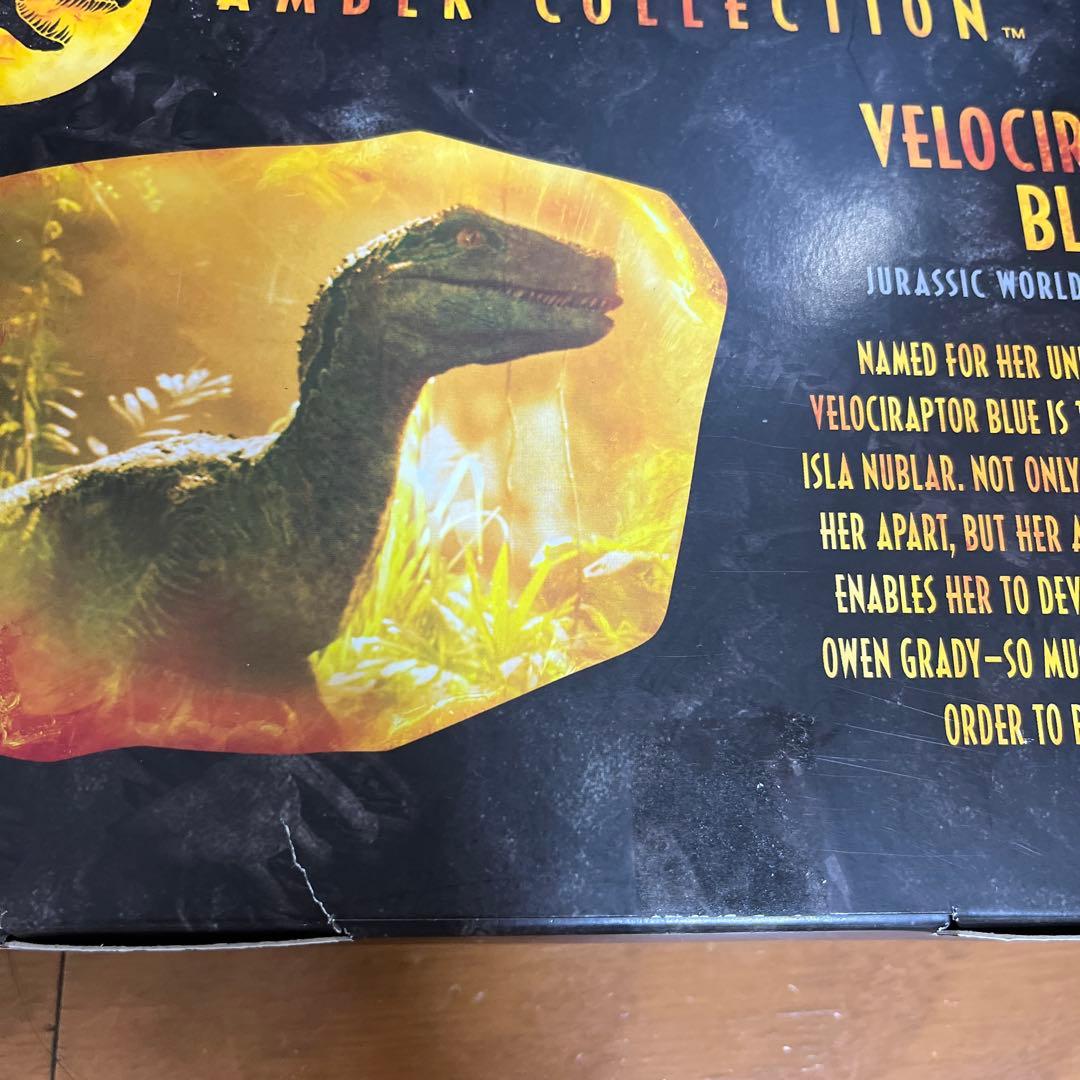 AMBER COLLECTION™
VELOCIR
BL
JURASSIC WORLD
NAMED FOR HER UN
VELOCIRAPTOR BLUE IS
ISLA NUBLAR. NOT ONLY
HER APART, BUT HER A
ENABLES HER TO DEV
OWEN GRADY–SO MUC
ORDER TO